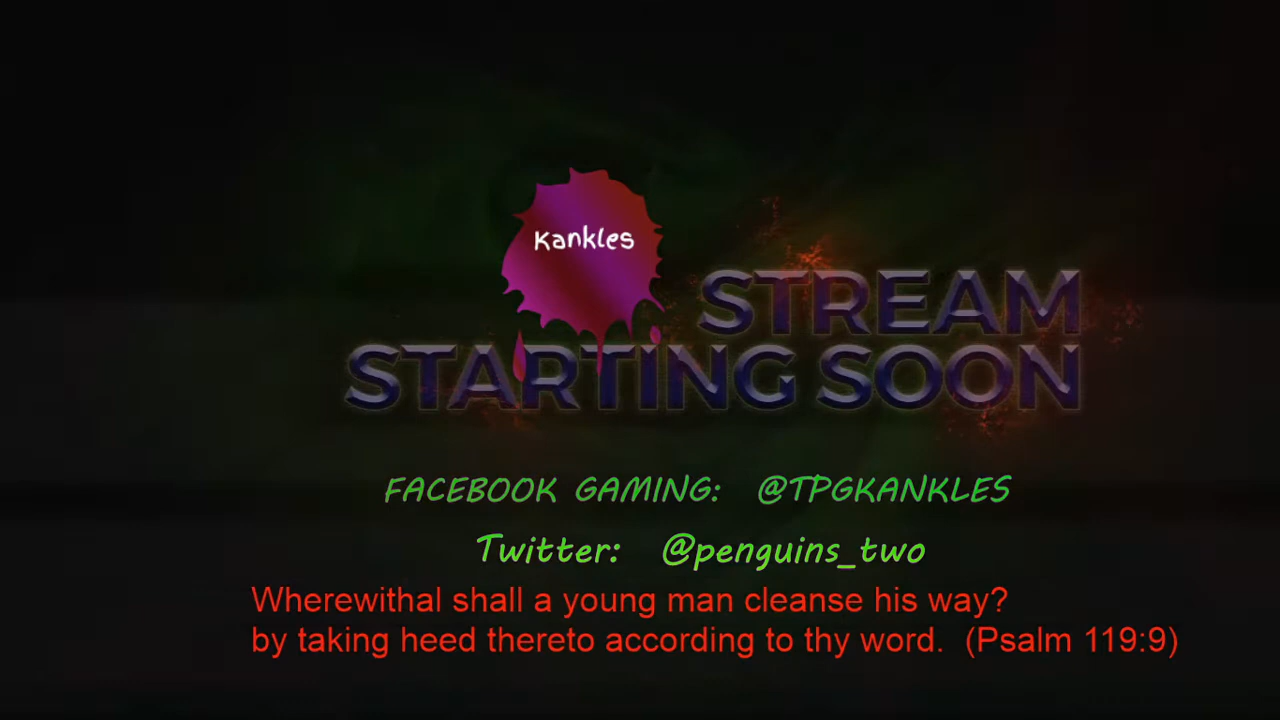 Kankles
STREAM
STARTING SOON
FACEBOOK GAMING: @TPGKANKLES
Twitter: @penguins_two
Wherewithal shall a young man cleanse his way?
by taking heed thereto according to thy word. (Psalm 119:9)